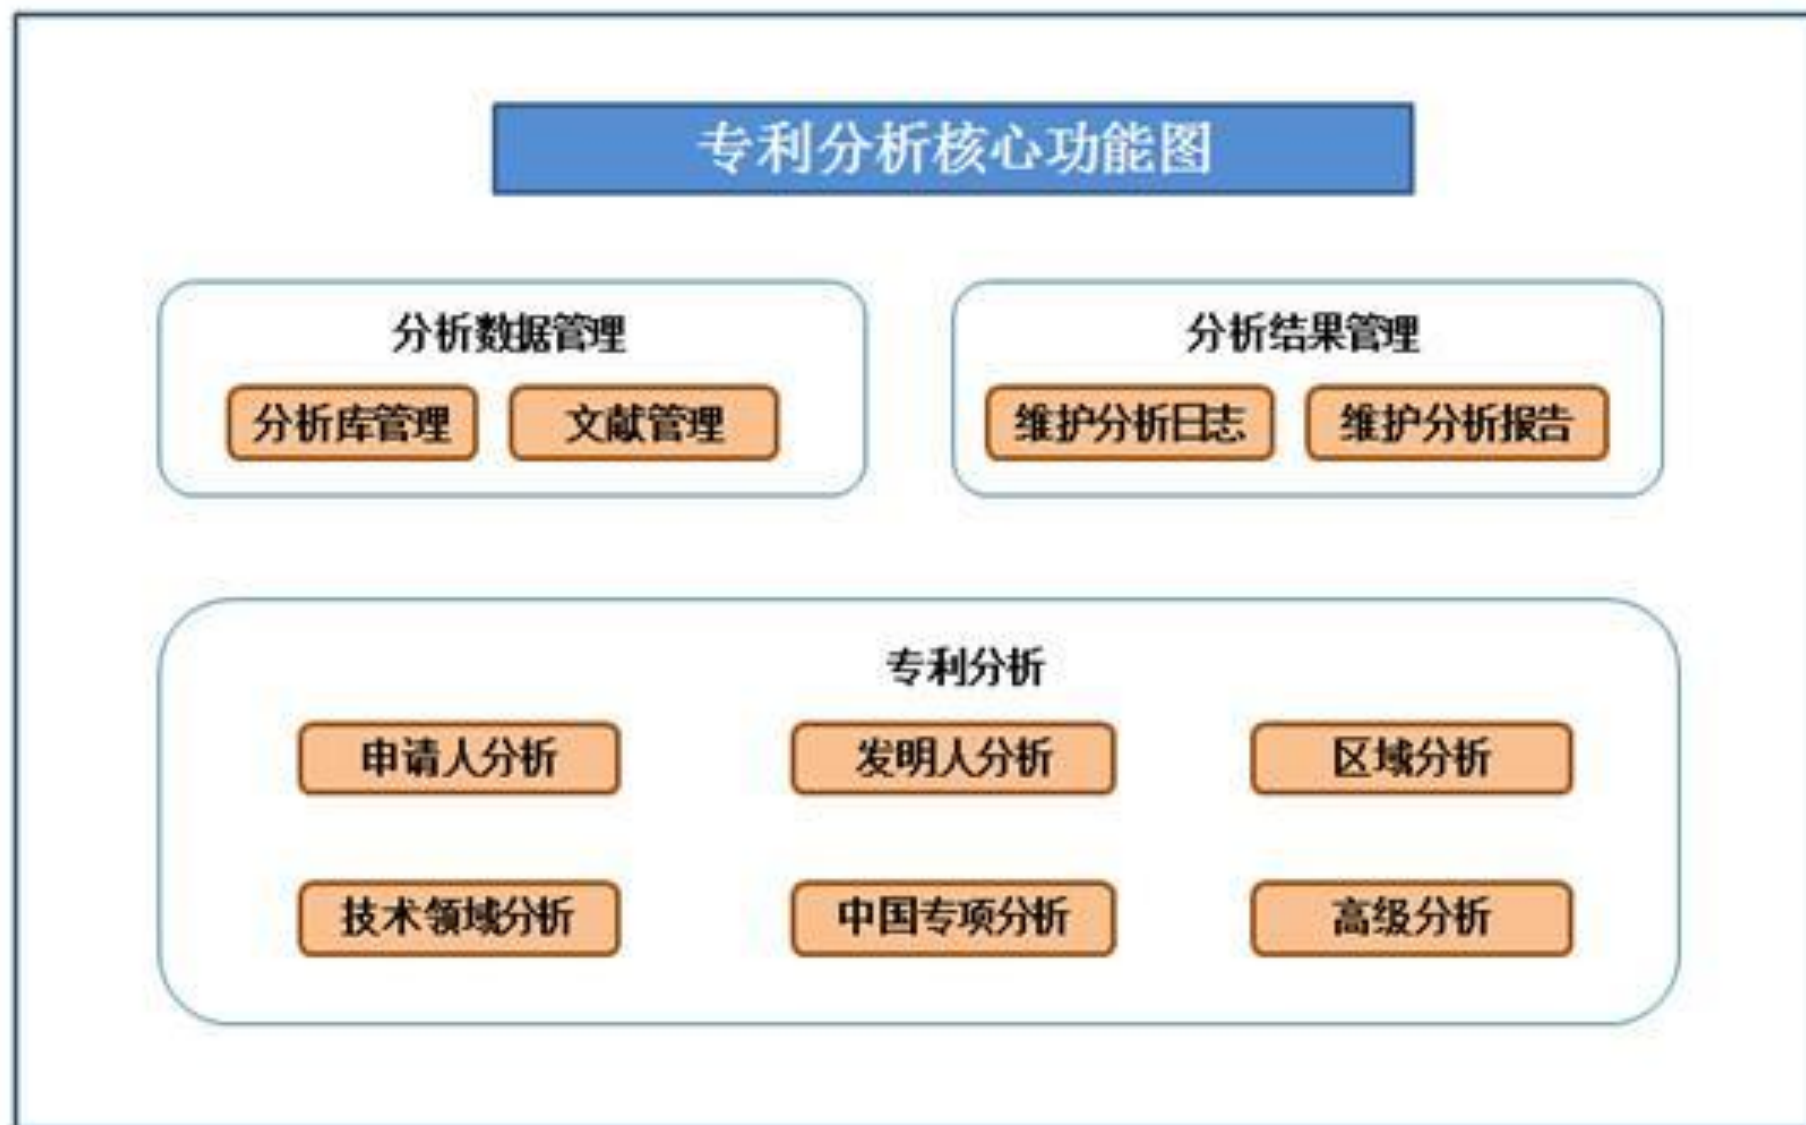 专利分析核心功能图
分析数据管理
分析库管理 文献管理
分析结果管理
维护分析日志 维护分析报告
专利分析
申请人分析 发明人分析 区域分析
技术领域分析 中国专项分析 高级分析